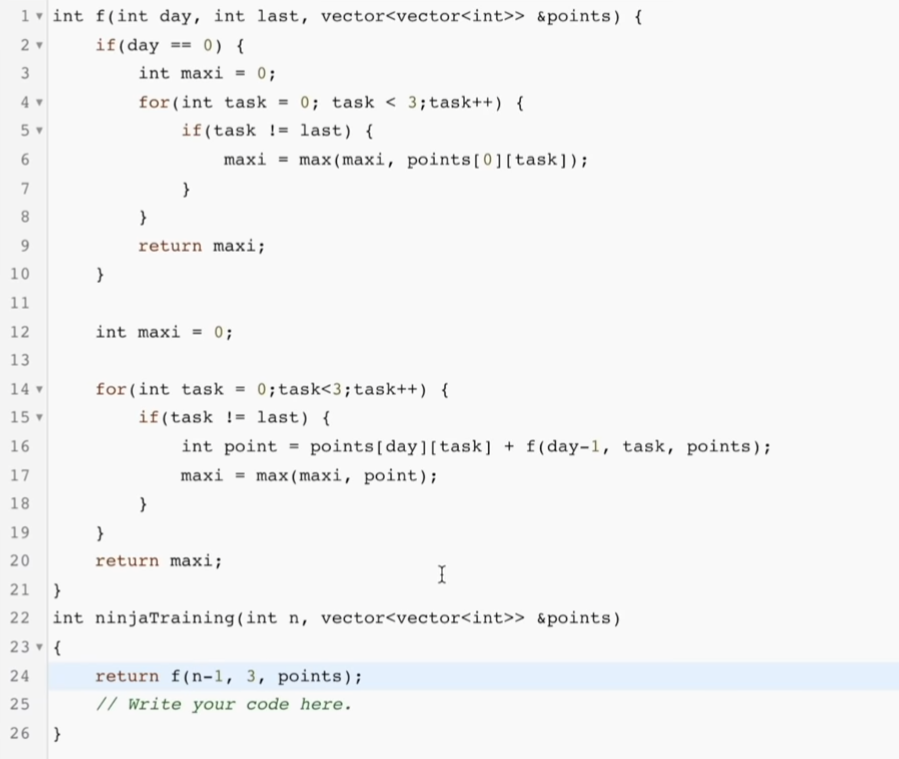 1 int f(int day, int last, vector<vector<int>> &points) {
2     if(day == 0) {
3         int maxi = 0;
4         for(int task = 0; task < 3;task++) {
5             if(task != last) {
6                 maxi = max(maxi, points[0][task]);
7             }
8         }
9         return maxi;
10     }
11
12     int maxi = 0;
13
14     for(int task = 0;task<3;task++) {
15         if(task != last) {
16             int point = points[day][task] + f(day-1, task, points);
17             maxi = max(maxi, point);
18         }
19     }
20     return maxi;
21 }
22 int ninjaTraining(int n, vector<vector<int>> &points)
23 {
24     return f(n-1, 3, points);
25     // Write your code here.
26 }